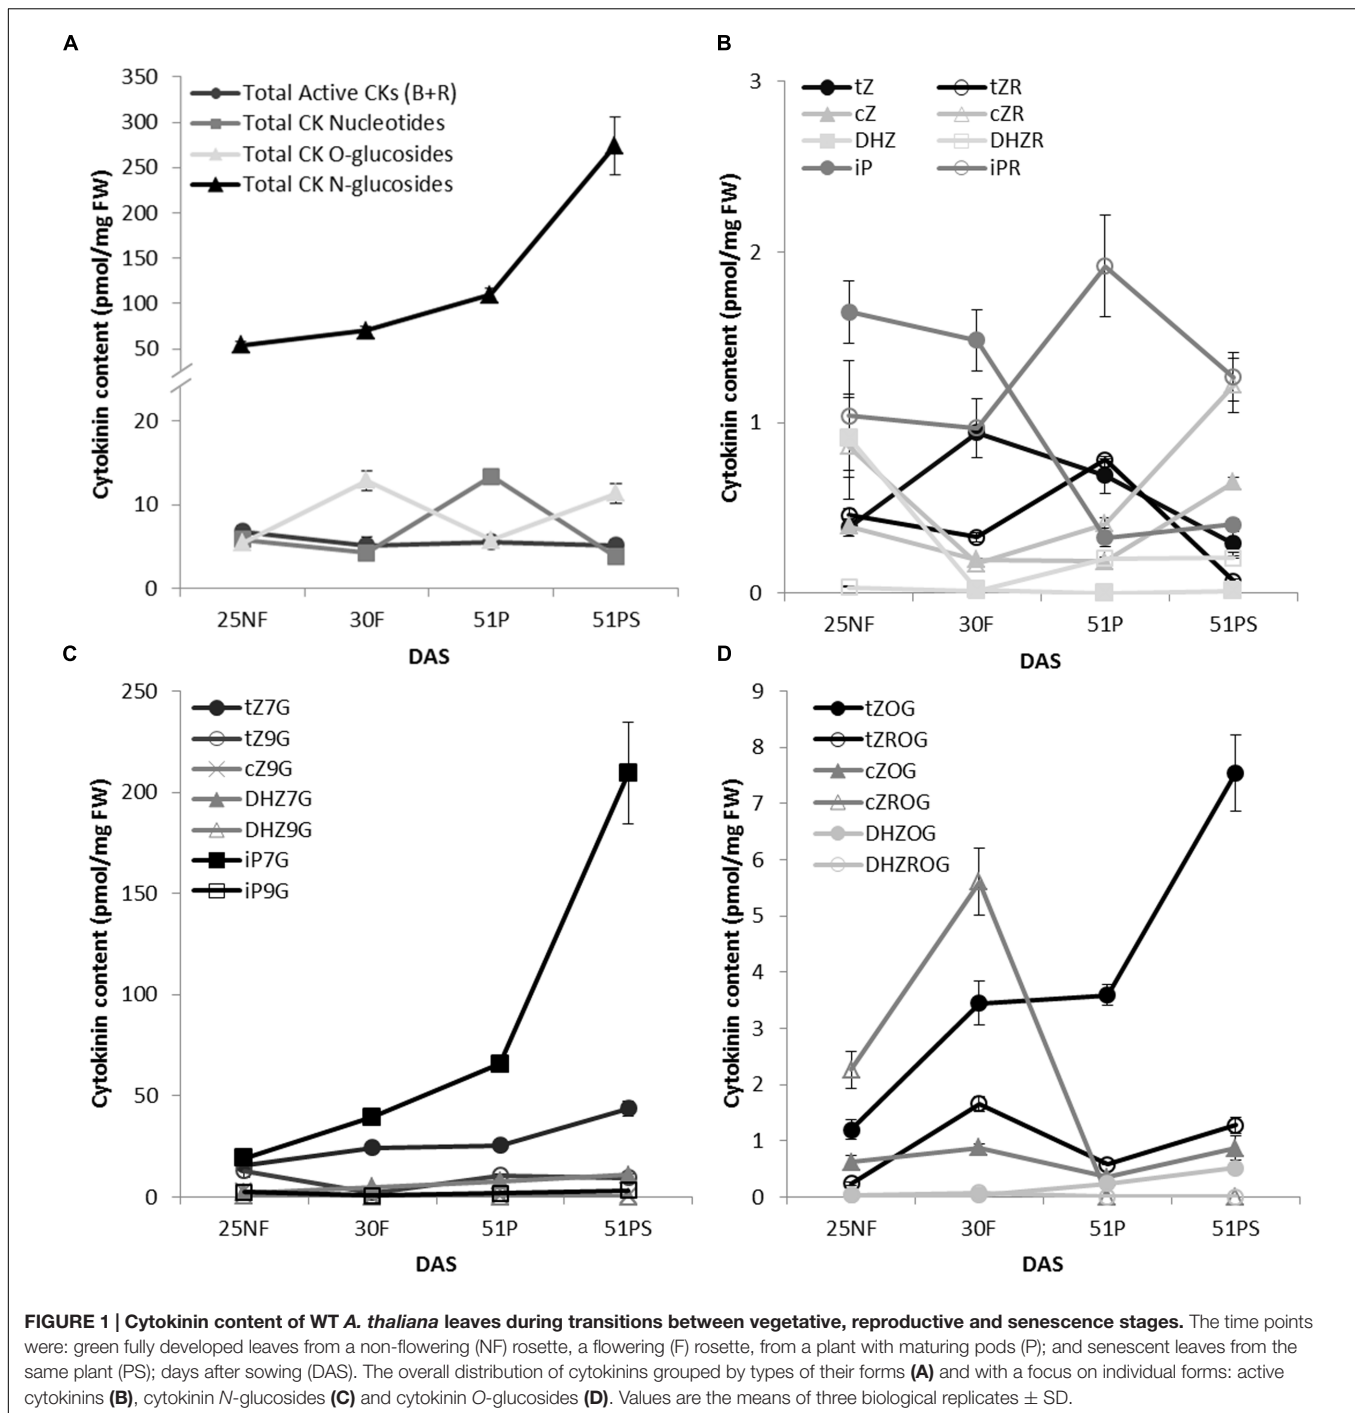 A
350
300
250
200
150
100
50
20
10
0
Cytokinin content (pmol/mg FW)
Total Active CKs (B+R)
Total CK Nucleotides
Total CK O-glucosides
Total CK N-glucosides
25NF 30F 51P 51PS
DAS
B
3
2
1
0
Cytokinin content (pmol/mg FW)
tZ tZR
cZ cZR
DHZ DHZR
iP iPR
25NF 30F 51P 51PS
DAS
C
250
200
150
100
50
0
Cytokinin content (pmol/mg FW)
tZ7G
tZ9G
cZ9G
DHZ7G
DHZ9G
iP7G
iP9G
25NF 30F 51P 51PS
DAS
D
9
8
7
6
5
4
3
2
1
0
Cytokinin content (pmol/mg FW)
tZOG
tZROG
cZOG
cZROG
DHZOG
DHZROG
25NF 30F 51P 51PS
DAS
FIGURE 1 | Cytokinin content of WT A. thaliana leaves during transitions between vegetative, reproductive and senescence stages. The time points
were: green fully developed leaves from a non-flowering (NF) rosette, a flowering (F) rosette, from a plant with maturing pods (P); and senescent leaves from the
same plant (PS); days after sowing (DAS). The overall distribution of cytokinins grouped by types of their forms (A) and with a focus on individual forms: active
cytokinins (B), cytokinin N-glucosides (C) and cytokinin O-glucosides (D). Values are the means of three biological replicates ± SD.